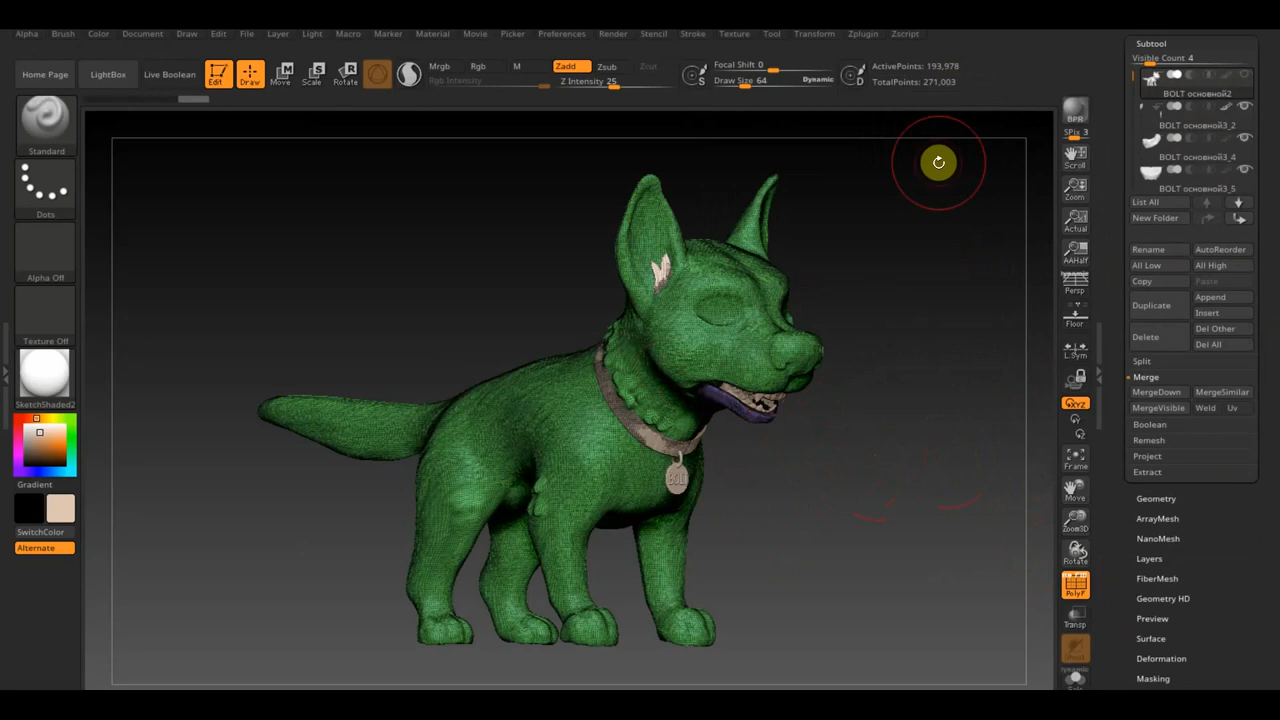 Alpha Brush Color Document Draw Edit File Layer Light Macro Marker Material Movie Picker Preferences Render Stencil Stroke Texture Tool Transform Zplugin Zscript
Home Page LightBox Live Boolean Edit Draw Move Scale Rotate
Mrgb Rgb M Zadd Zsub Zcut
Rgb Intensity Z Intensity 25
Focal Shift 0
Draw Size 64 Dynamic
ActivePoints: 193,978
TotalPoints: 271,003
Standard
Dots
Alpha Off
Texture Off
SketchShaded2
Gradient
SwitchColor
Alternate
BOLT
BPR
SPix 3
Scroll
Zoom
Actual
AAHalf
Dynamic
Persp
Floor
L.Sym
XYZ
Y
Z
Frame
Move
Zoom3D
Rotate
PolyF
Transp
Dynamic
Subtool
Visible Count 4
BOLT основной2
BOLT основной3_2
BOLT основной3_4
BOLT основной3_5
List All
New Folder
Rename AutoReorder
All Low All High
Copy Paste
Duplicate Append
Insert
Delete Del Other
Del All
Split
Merge
MergeDown MergeSimilar
MergeVisible Weld Uv
Boolean
Remesh
Project
Extract
Geometry
ArrayMesh
NanoMesh
Layers
FiberMesh
Geometry HD
Preview
Surface
Deformation
Masking